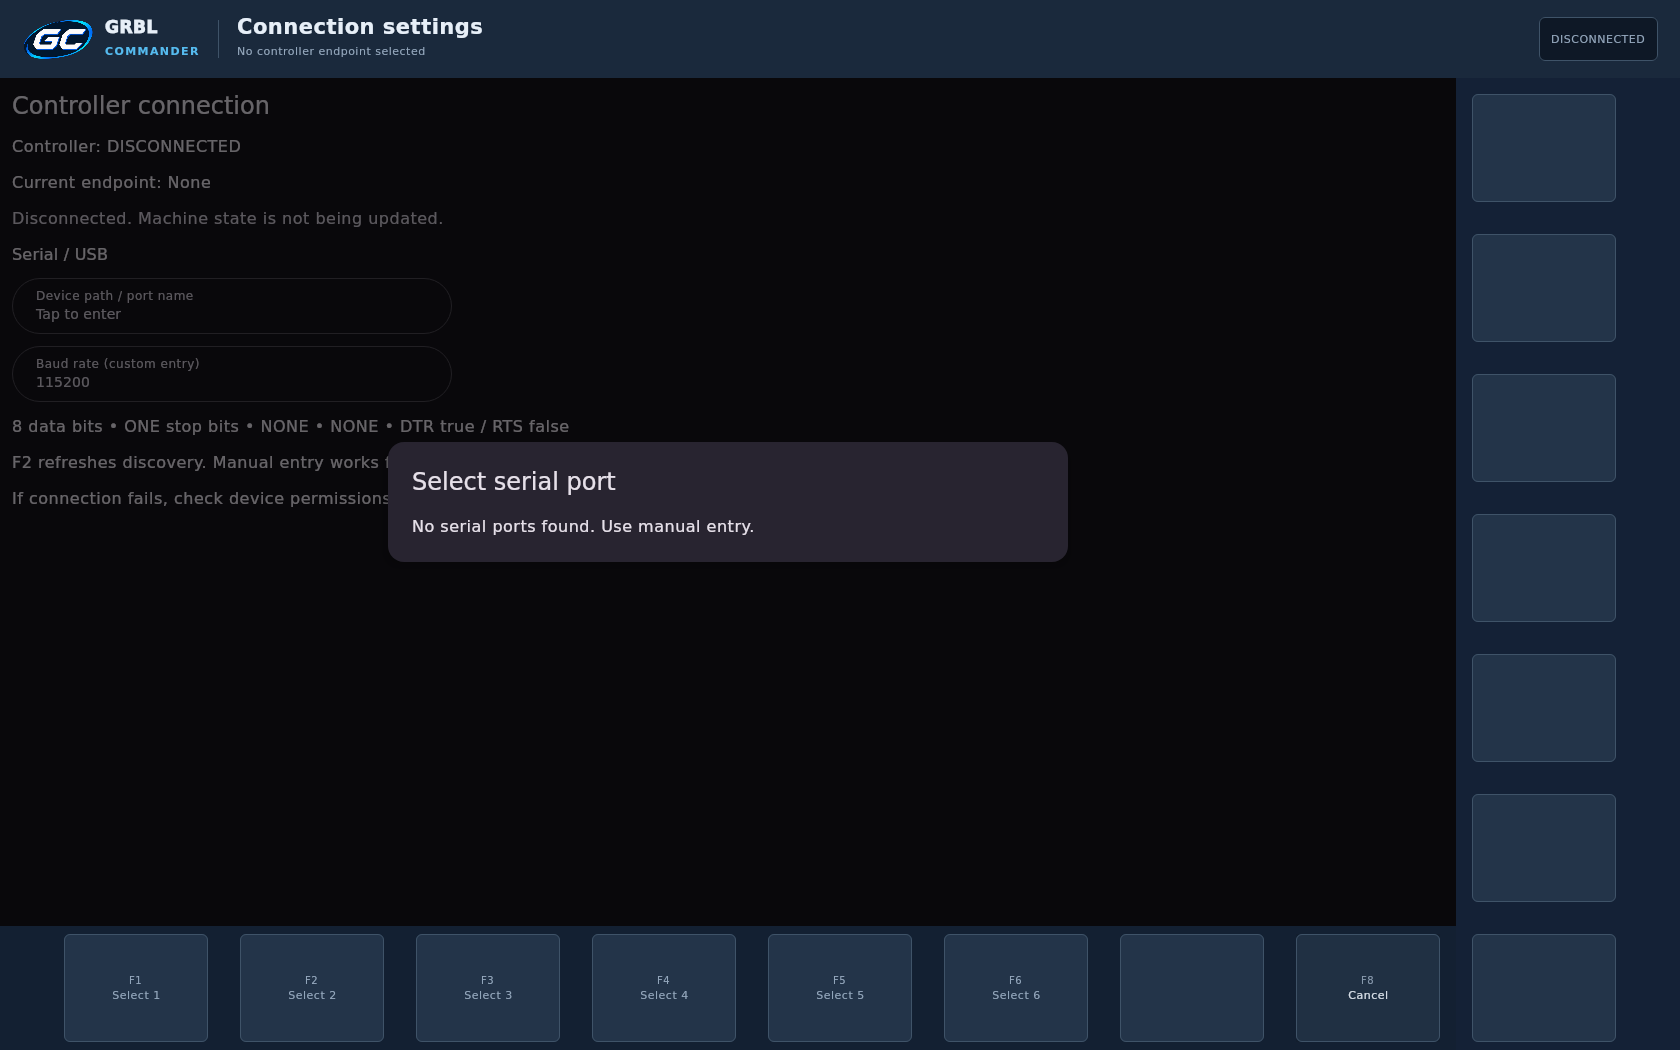 GC
GRBL
COMMANDER
Connection settings
No controller endpoint selected
DISCONNECTED
Controller connection
Controller: DISCONNECTED
Current endpoint: None
Disconnected. Machine state is not being updated.
Serial / USB
Device path / port name
Tap to enter
Baud rate (custom entry)
115200
8 data bits • ONE stop bits • NONE • NONE • DTR true / RTS false
F2 refreshes discovery. Manual entry works
If connection fails, check device permissions
Select serial port
No serial ports found. Use manual entry.
F1
Select 1
F2
Select 2
F3
Select 3
F4
Select 4
F5
Select 5
F6
Select 6
F8
Cancel